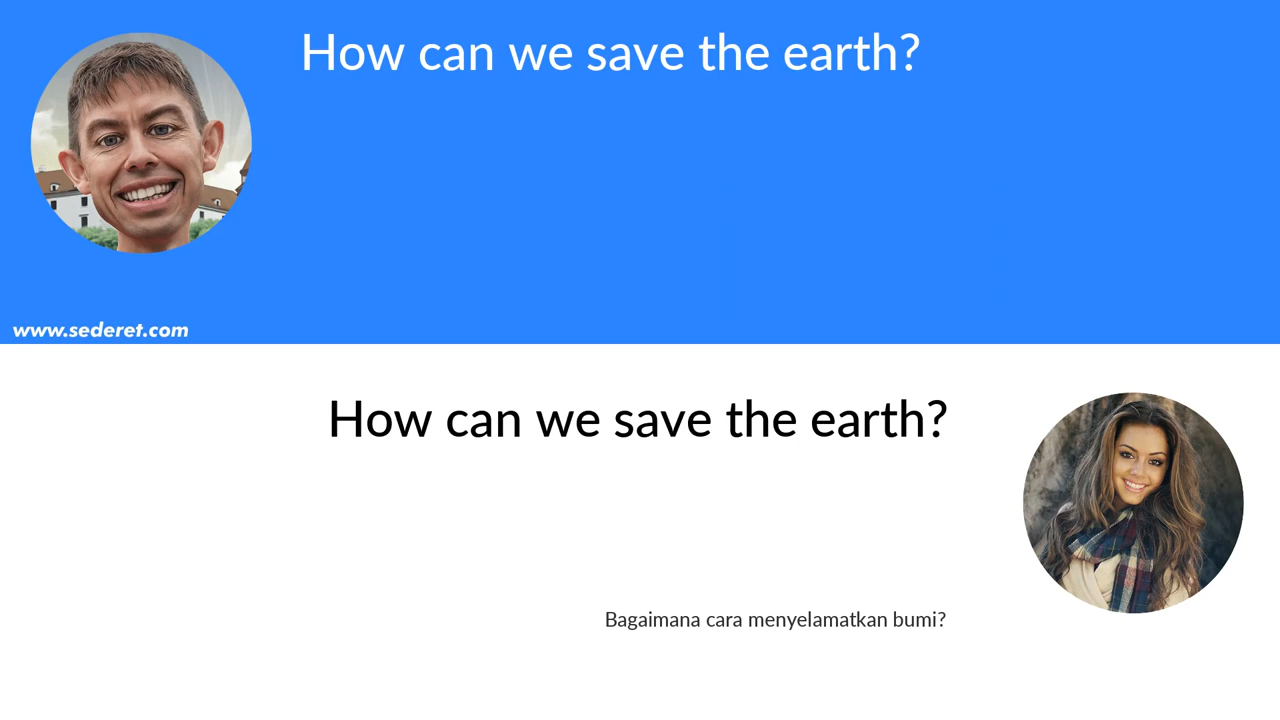 How can we save the earth?
www.sederet.com
How can we save the earth?
Bagaimana cara menyelamatkan bumi?